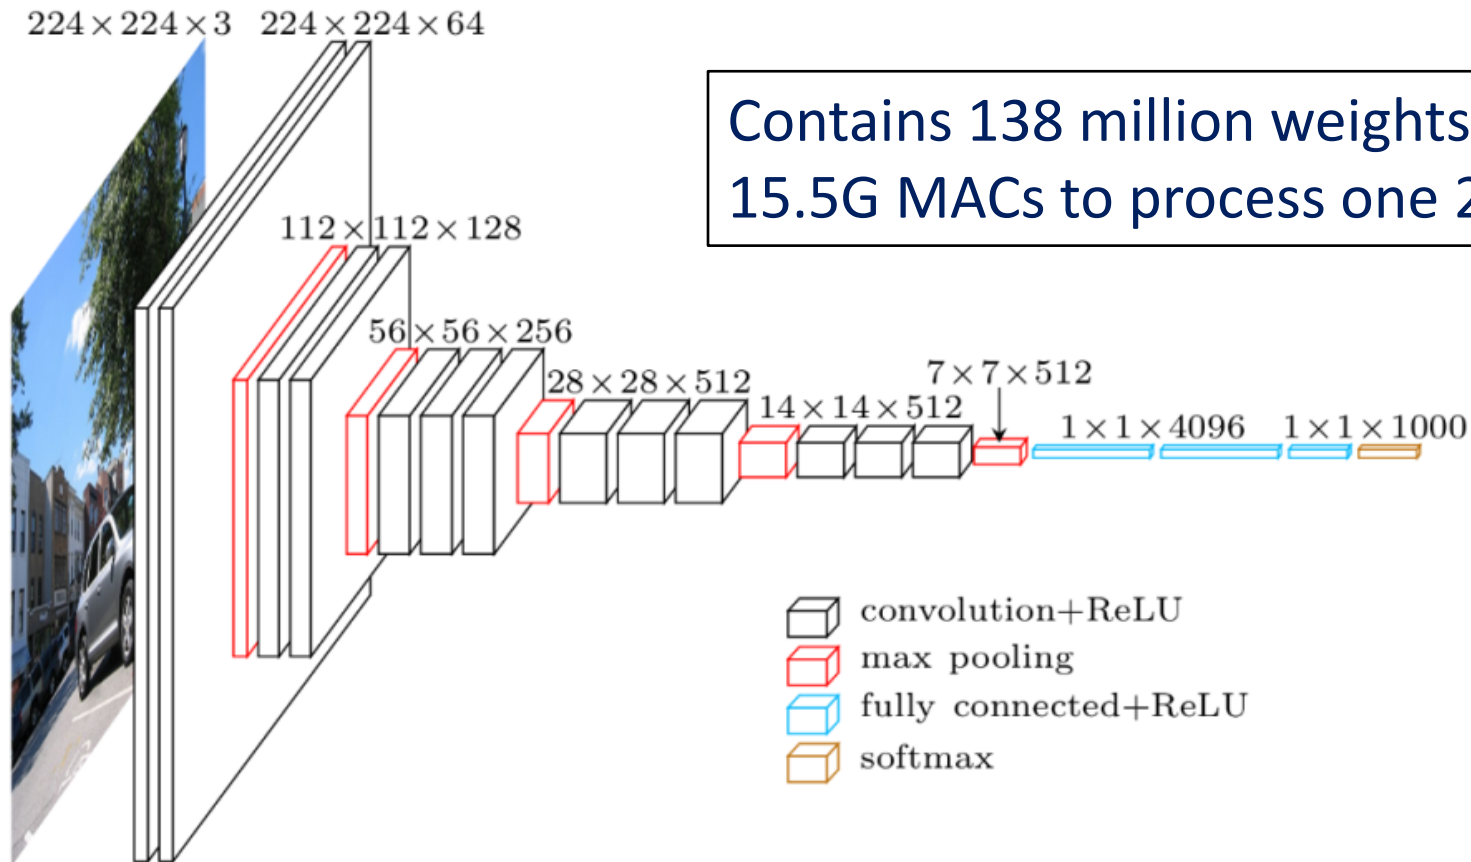 224×224×3
224×224×64
Contains 138 million weights
15.5G MACs to process one 2
112×112×128
56×56×256
28×28×512
7×7×512
14×14×512
1×1×4096
1×1×1000
convolution+ReLU
max pooling
fully connected+ReLU
softmax